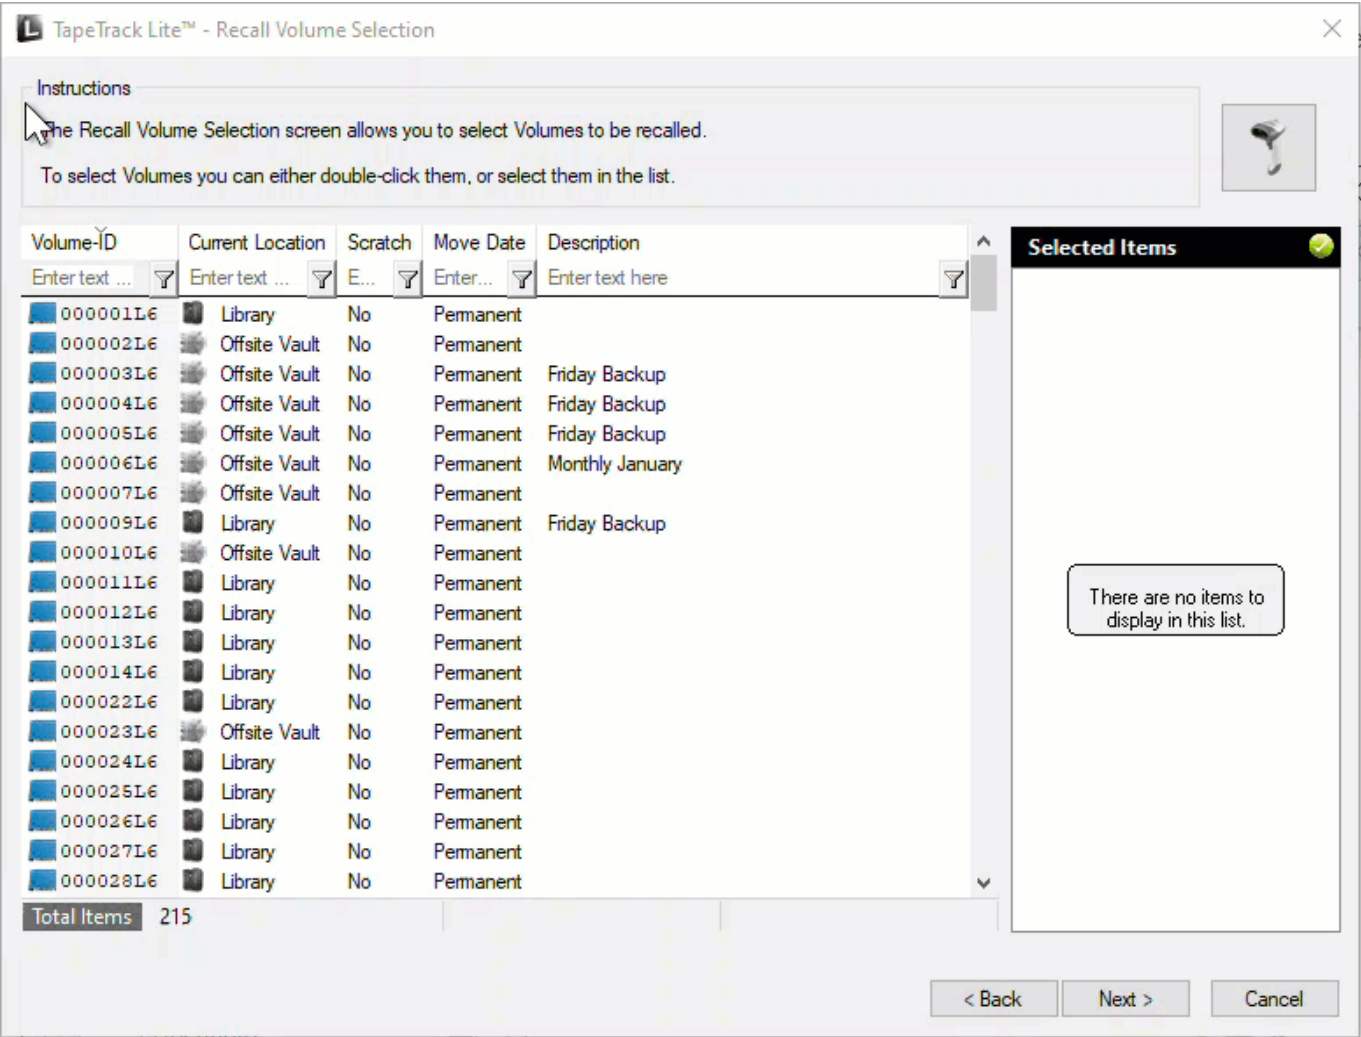 TapeTrack Lite™ - Recall Volume Selection
Instructions
The Recall Volume Selection screen allows you to select Volumes to be recalled.
To select Volumes you can either double-click them, or select them in the list.
Volume-ID Current Location Scratch Move Date Description
Enter text ... Enter text ... E... Enter... Enter text here
000001L6 Library No Permanent
000002L6 Offsite Vault No Permanent
000003L6 Offsite Vault No Permanent Friday Backup
000004L6 Offsite Vault No Permanent Friday Backup
000005L6 Offsite Vault No Permanent Friday Backup
000006L6 Offsite Vault No Permanent Monthly January
000007L6 Offsite Vault No Permanent
000009L6 Library No Permanent Friday Backup
000010L6 Offsite Vault No Permanent
000011L6 Library No Permanent
000012L6 Library No Permanent
000013L6 Library No Permanent
000014L6 Library No Permanent
000022L6 Library No Permanent
000023L6 Offsite Vault No Permanent
000024L6 Library No Permanent
000025L6 Library No Permanent
000026L6 Library No Permanent
000027L6 Library No Permanent
000028L6 Library No Permanent
Total Items 215
Selected Items
There are no items to
display in this list.
< Back Next > Cancel